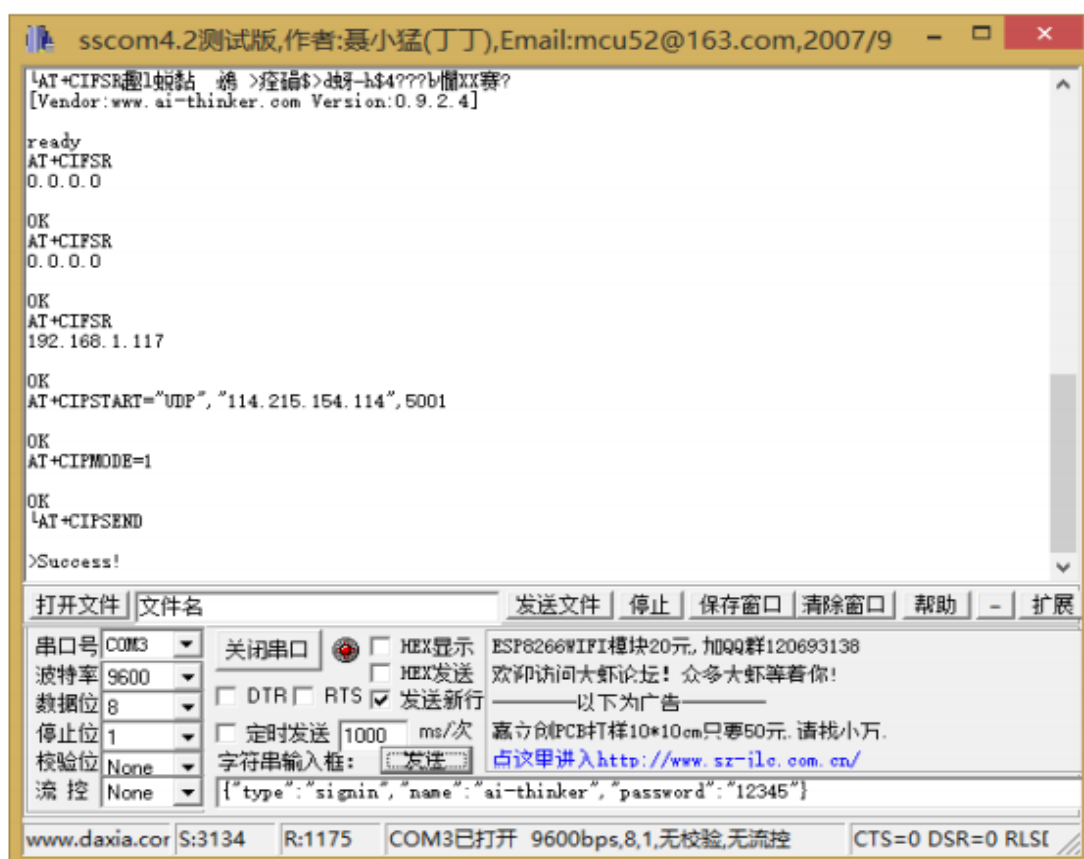 sscom4.2测试版,作者:聂小猛(丁丁),Email:mcu52@163.com,2007/9
AT+CIFSR
[Vendor:www.ai-thinker.com Version:0.9.2.4]
ready
AT+CIFSR
0.0.0.0
OK
AT+CIFSR
0.0.0.0
OK
AT+CIFSR
192.168.1.117
OK
AT+CIPSTART="UDP","114.215.154.114",5001
OK
AT+CIPMODE=1
OK
└AT+CIPSEND
>Success!
打开文件 文件名 发送文件 停止 保存窗口 清除窗口 帮助 - 扩展
串口号 COM3 关闭串口 HEX显示 ESP8266WIFI模块20元,加QQ群120693138
波特率 9600 HEX发送 欢迎访问大虾论坛! 众多大虾等着你!
数据位 8 DTR RTS 发送新行 ————以下为广告————
停止位 1 定时发送 1000 ms/次 嘉立创PCB打样10*10cm只要50元.请找小万.
校验位 None 字符串输入框: 发送 点这里进入http://www.sz-jlc.com.cn/
流 控 None {"type":"signin","name":"ai-thinker","password":"12345"}
www.daxia.cor S:3134 R:1175 COM3已打开 9600bps,8,1,无校验,无流控 CTS=0 DSR=0 RLS